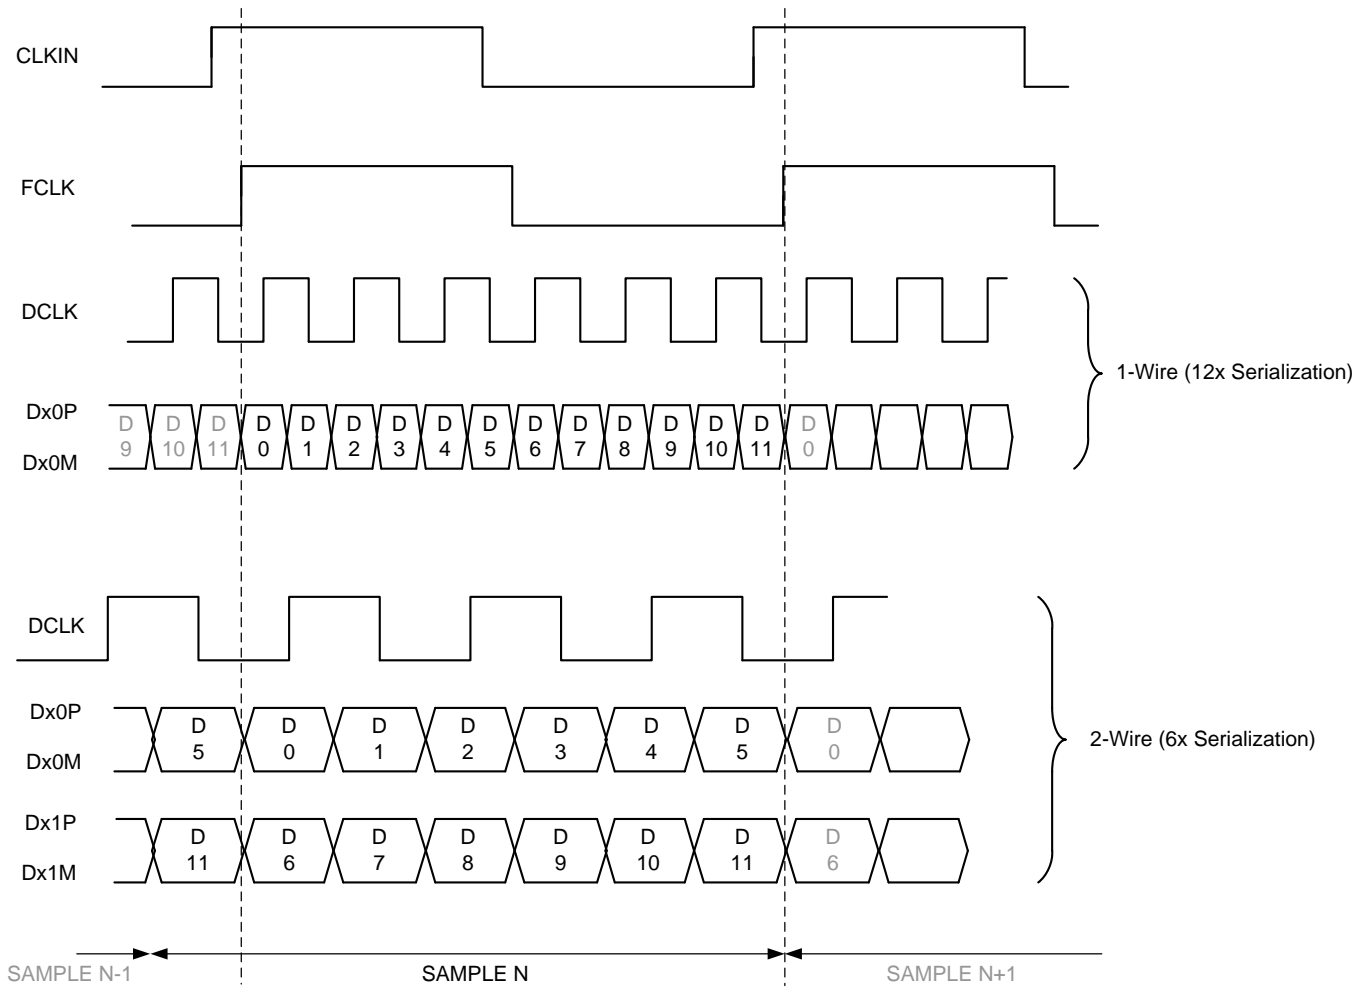 CLKIN
FCLK
DCLK
1-Wire (12x Serialization)
Dx0P
Dx0M
D D D D D D D D D D D D D D D D
9 10 11 0 1 2 3 4 5 6 7 8 9 10 11 0
DCLK
Dx0P
Dx0M
D D D D D D D D
5 0 1 2 3 4 5 0
2-Wire (6x Serialization)
Dx1P
Dx1M
D D D D D D D D
11 6 7 8 9 10 11 6
SAMPLE N-1 SAMPLE N SAMPLE N+1